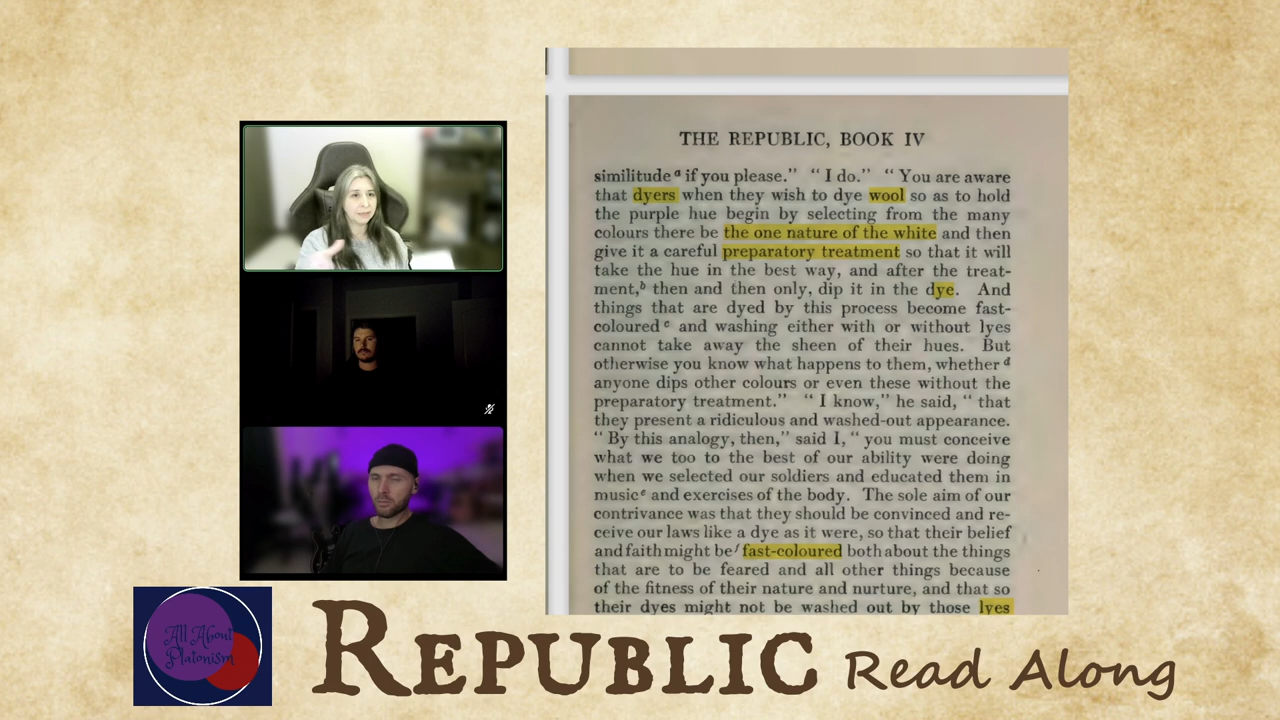 THE REPUBLIC, BOOK IV
similitude ᵃ if you please.” “ I do.” “ You are aware
that dyers when they wish to dye wool so as to hold
the purple hue begin by selecting from the many
colours there be the one nature of the white and then
give it a careful preparatory treatment so that it will
take the hue in the best way, and after the treat-
ment,ᵇ then and then only, dip it in the dye. And
things that are dyed by this process become fast-
coloured ᶜ and washing either with or without lyes
cannot take away the sheen of their hues. But
otherwise you know what happens to them, whether ᵈ
anyone dips other colours or even these without the
preparatory treatment.” “ I know,” he said, “ that
they present a ridiculous and washed-out appearance.
“ By this analogy, then,” said I, “ you must conceive
what we too to the best of our ability were doing
when we selected our soldiers and educated them in
music ᵉ and exercises of the body. The sole aim of our
contrivance was that they should be convinced and re-
ceive our laws like a dye as it were, so that their belief
and faith might be ᶠ fast-coloured both about the things
that are to be feared and all other things because
of the fitness of their nature and nurture, and that so
their dyes might not be washed out by those lyes
All About
Platonism
REPUBLIC Read Along